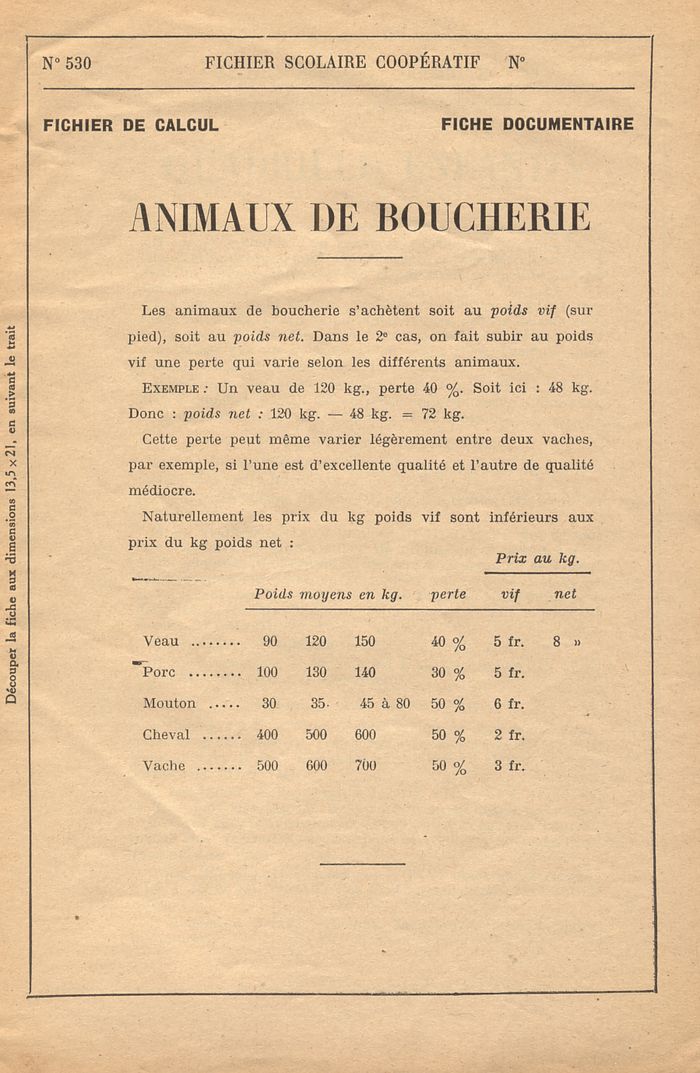 N° 530 FICHIER SCOLAIRE COOPÉRATIF N°
FICHIER DE CALCUL FICHE DOCUMENTAIRE
ANIMAUX DE BOUCHERIE
Les animaux de boucherie s'achètent soit au poids vif (sur
pied), soit au poids net. Dans le 2e cas, on fait subir au poids
vif une perte qui varie selon les différents animaux.
EXEMPLE : Un veau de 120 kg., perte 40 %. Soit ici : 48 kg.
Donc : poids net : 120 kg. — 48 kg. = 72 kg.
Cette perte peut même varier légèrement entre deux vaches,
par exemple, si l'une est d'excellente qualité et l'autre de qualité
médiocre.
Naturellement les prix du kg poids vif sont inférieurs aux
prix du kg poids net :
Prix au kg.
Poids moyens en kg. perte vif net
Veau ........ 90 120 150 40 % 5 fr. 8 »
Porc ........ 100 130 140 30 % 5 fr.
Mouton ..... 30 35 45 à 80 50 % 6 fr.
Cheval ...... 400 500 600 50 % 2 fr.
Vache ....... 500 600 700 50 % 3 fr.
Découper la fiche aux dimensions 13,5 x 21, en suivant le trait